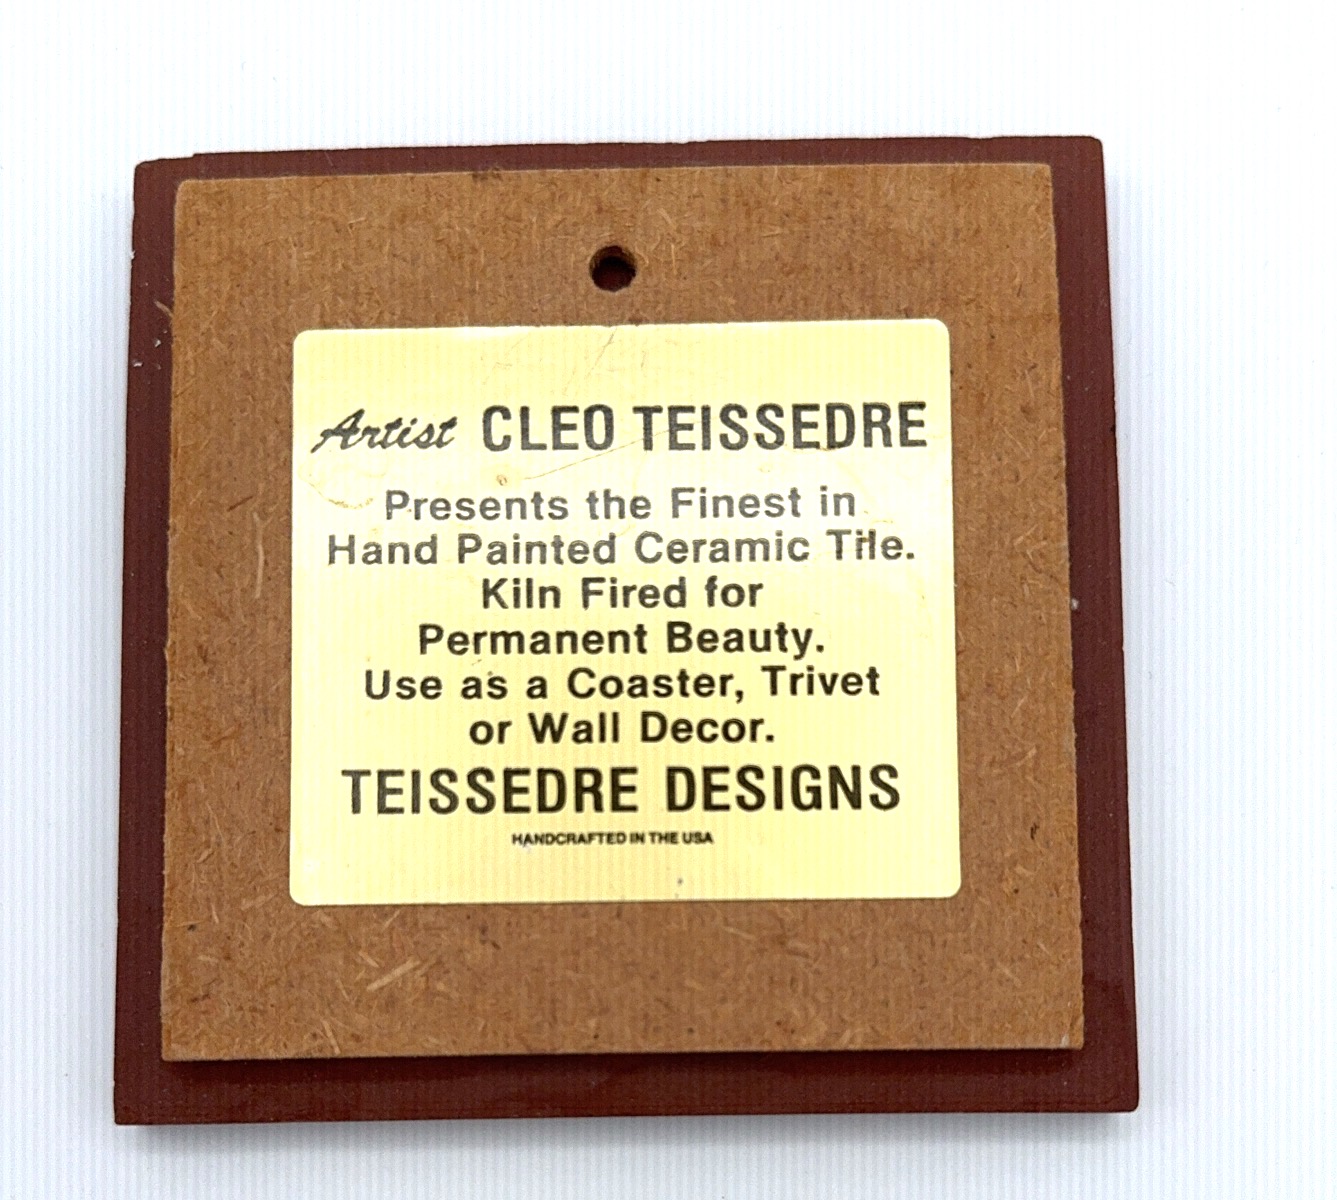 Artist CLEO TEISSEDRE
Presents the Finest in
Hand Painted Ceramic Tile.
Kiln Fired for
Permanent Beauty.
Use as a Coaster, Trivet
or Wall Decor.
TEISSEDRE DESIGNS
HANDCRAFTED IN THE USA